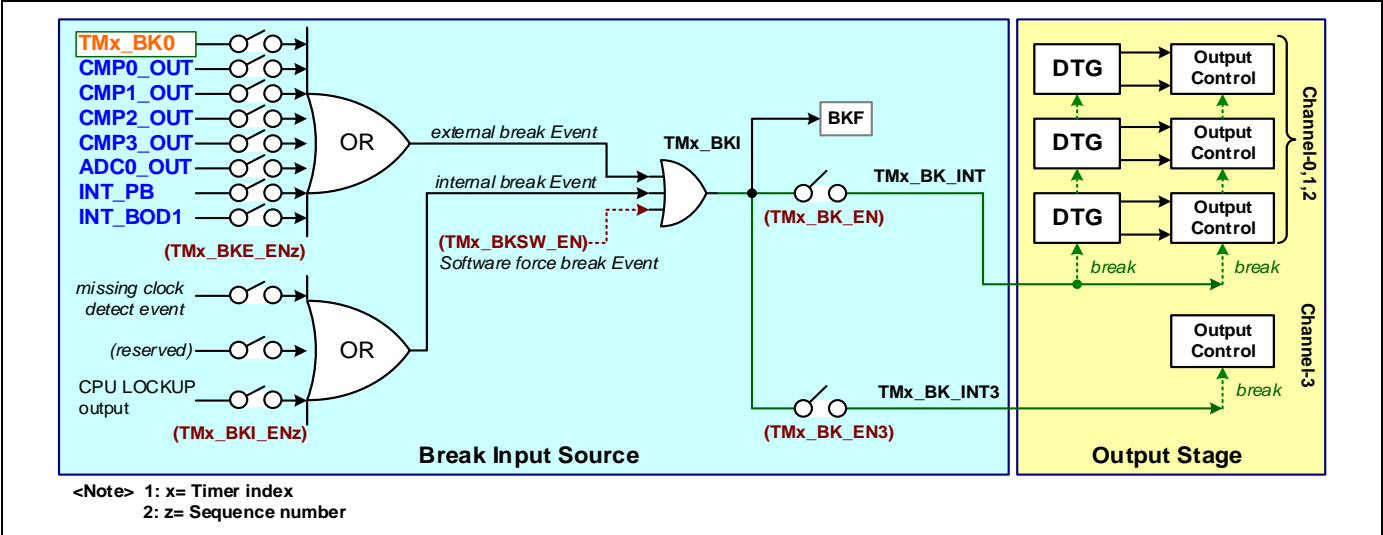 TMx_BK0
CMP0_OUT
CMP1_OUT
CMP2_OUT
CMP3_OUT
ADC0_OUT
INT_PB
INT_BOD1
(TMx_BKE_ENz)
OR
external break Event
internal break Event
(TMx_BKSW_EN)
Software force break Event
missing clock
detect event
(reserved)
CPU LOCKUP
output
(TMx_BKI_ENz)
OR
TMx_BKI
BKF
TMx_BK_INT
(TMx_BK_EN)
TMx_BK_INT3
(TMx_BK_EN3)
Break Input Source
DTG
Output
Control
DTG
Output
Control
DTG
Output
Control
Channel-0,1,2
break
break
Output
Control
Channel-3
break
Output Stage
<Note> 1: x= Timer index
2: z= Sequence number